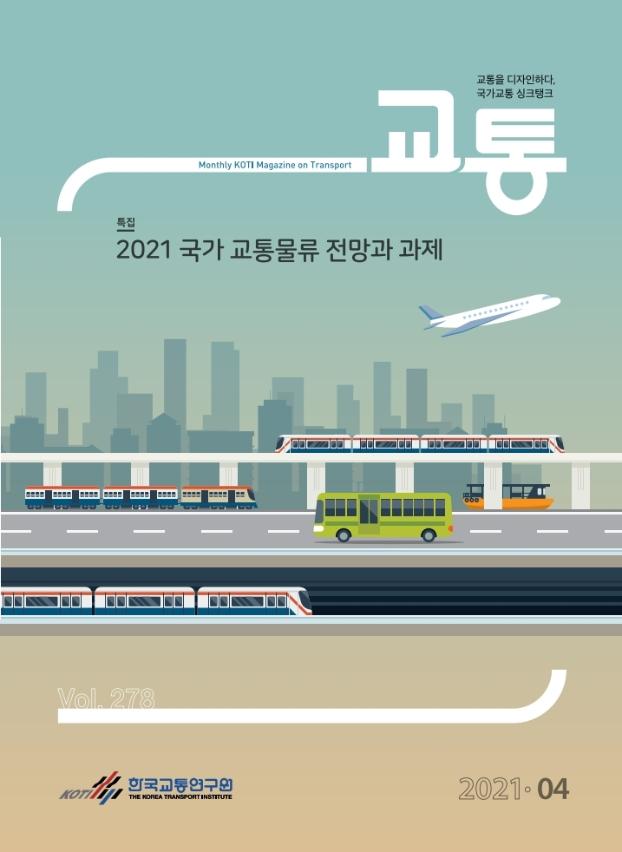 교통을 디자인하다,
국가교통 싱크탱크
교통
Monthly KOTI Magazine on Transport
특집
2021 국가 교통물류 전망과 과제
Vol. 278
KOTI 한국교통연구원
THE KOREA TRANSPORT INSTITUTE
2021· 04